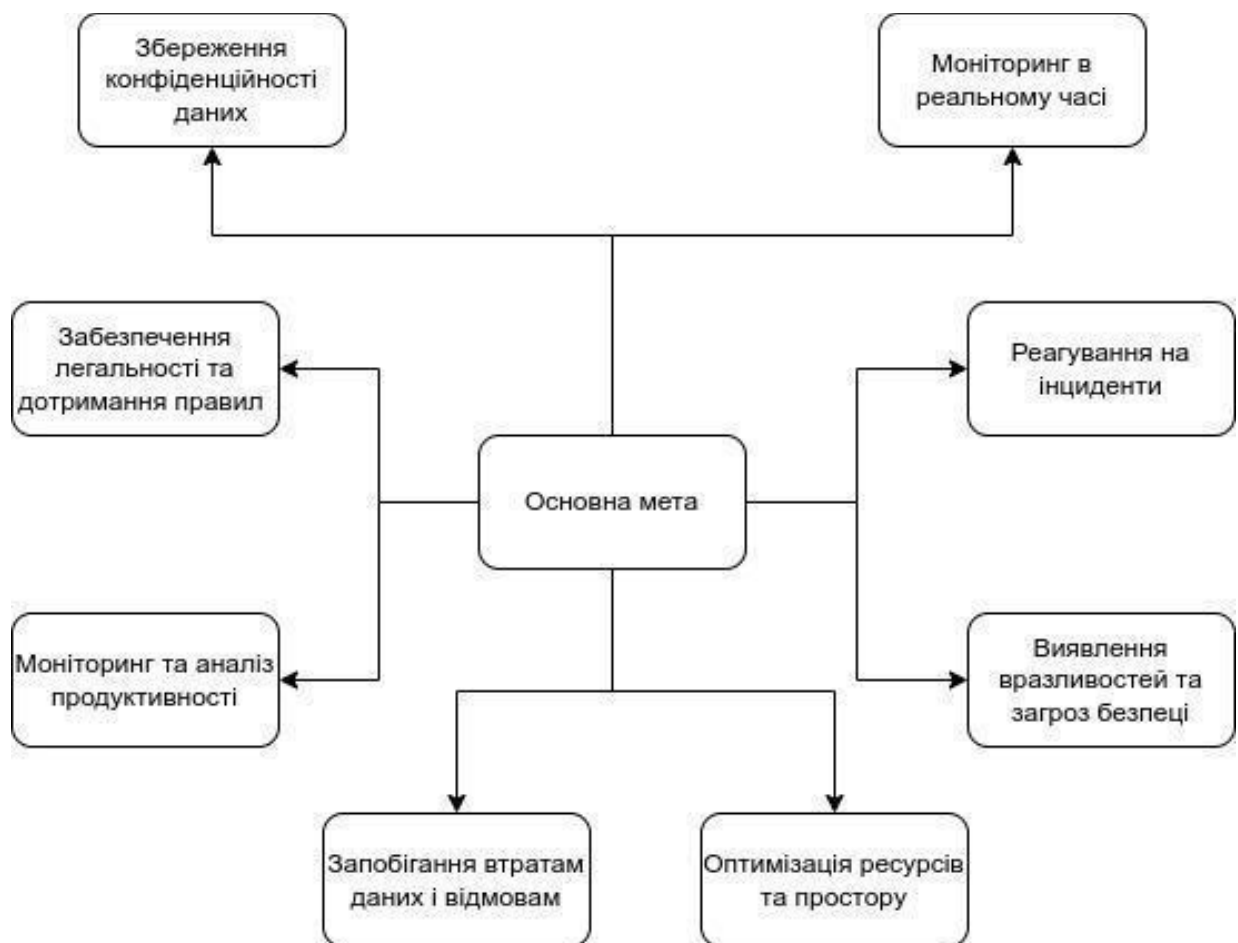 Збереження
конфіденційності
даних
Моніторинг в
реальному часі
Забезпечення
легальності та
дотримання правил
Реагування на
інциденти
Основна мета
Моніторинг та аналіз
продуктивності
Виявлення
вразливостей та
загроз безпеці
Запобігання втратам
даних і відмовам
Оптимізація ресурсів
та простору